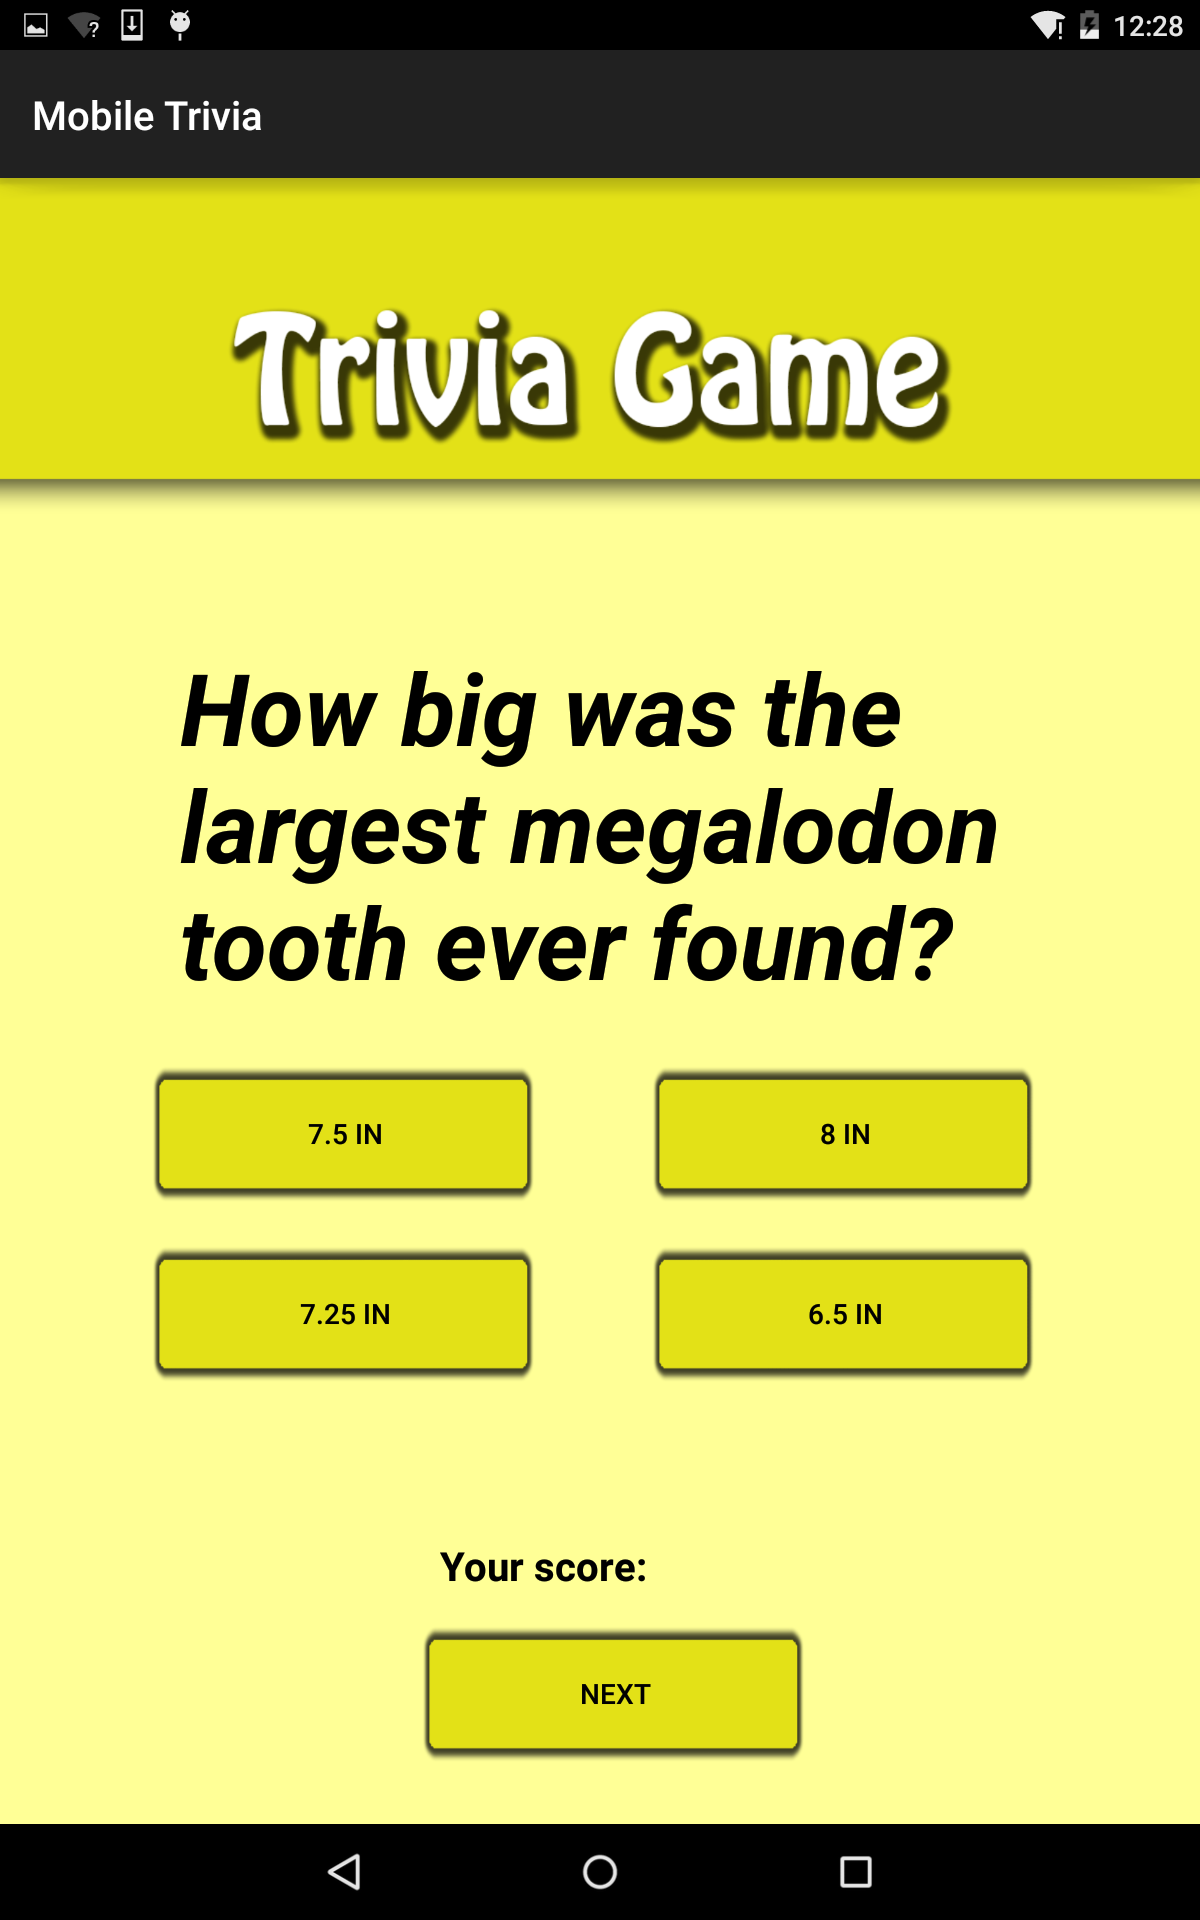 12:28
Mobile Trivia
Trivia Game
How big was the
largest megalodon
tooth ever found?
7.5 IN
8 IN
7.25 IN
6.5 IN
Your score:
NEXT